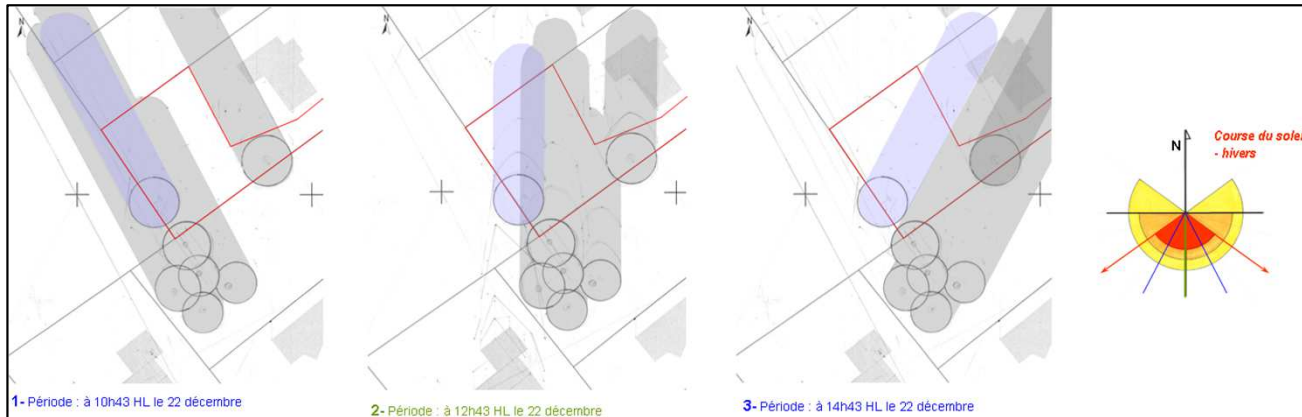 N
N
N
N
Course du solei
- hivers
1- Période : à 10h43 HL le 22 décembre
2- Période : à 12h43 HL le 22 décembre
3- Période : à 14h43 HL le 22 décembre